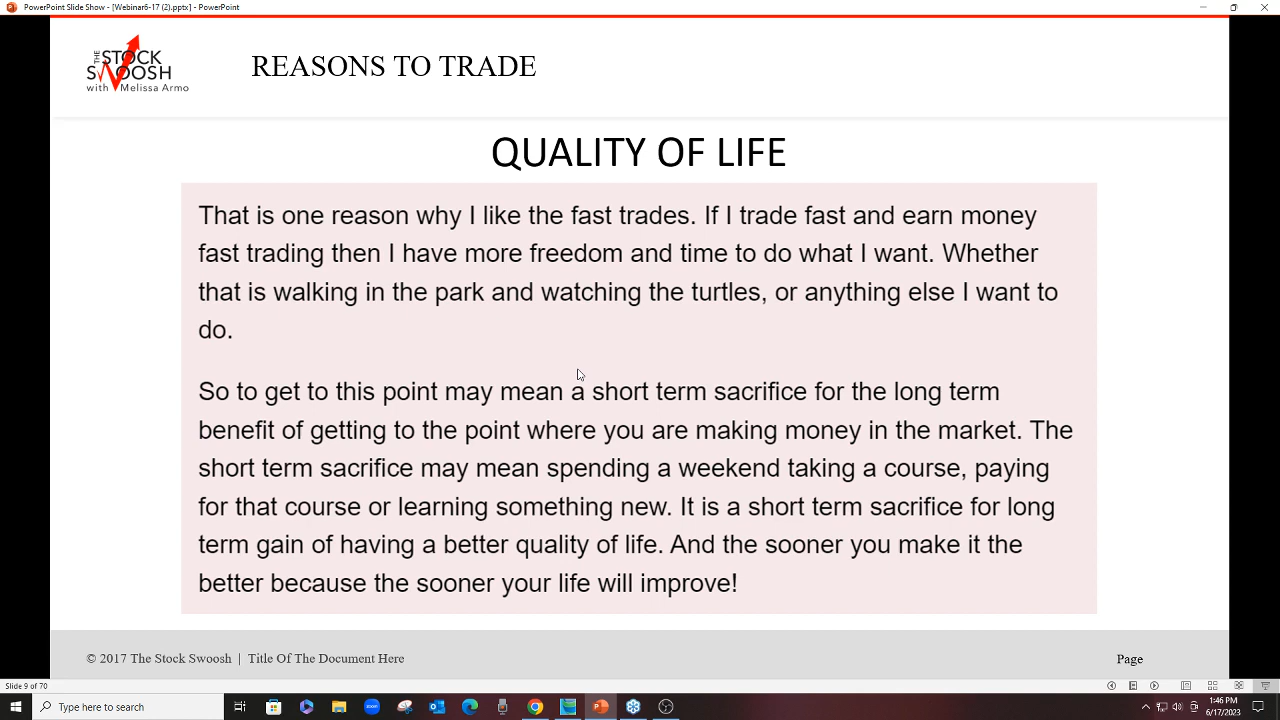 PowerPoint Slide Show - [Webinar6-17 (2).pptx] - PowerPoint
THE
STOCK
SWOOSH
with Melissa Armo
REASONS TO TRADE
QUALITY OF LIFE
That is one reason why I like the fast trades. If I trade fast and earn money
fast trading then I have more freedom and time to do what I want. Whether
that is walking in the park and watching the turtles, or anything else I want to
do.
So to get to this point may mean a short term sacrifice for the long term
benefit of getting to the point where you are making money in the market. The
short term sacrifice may mean spending a weekend taking a course, paying
for that course or learning something new. It is a short term sacrifice for long
term gain of having a better quality of life. And the sooner you make it the
better because the sooner your life will improve!
© 2017 The Stock Swoosh | Title Of The Document Here
Page
Slide 9 of 70
Type here to search
1:46 PM
6/17/2023